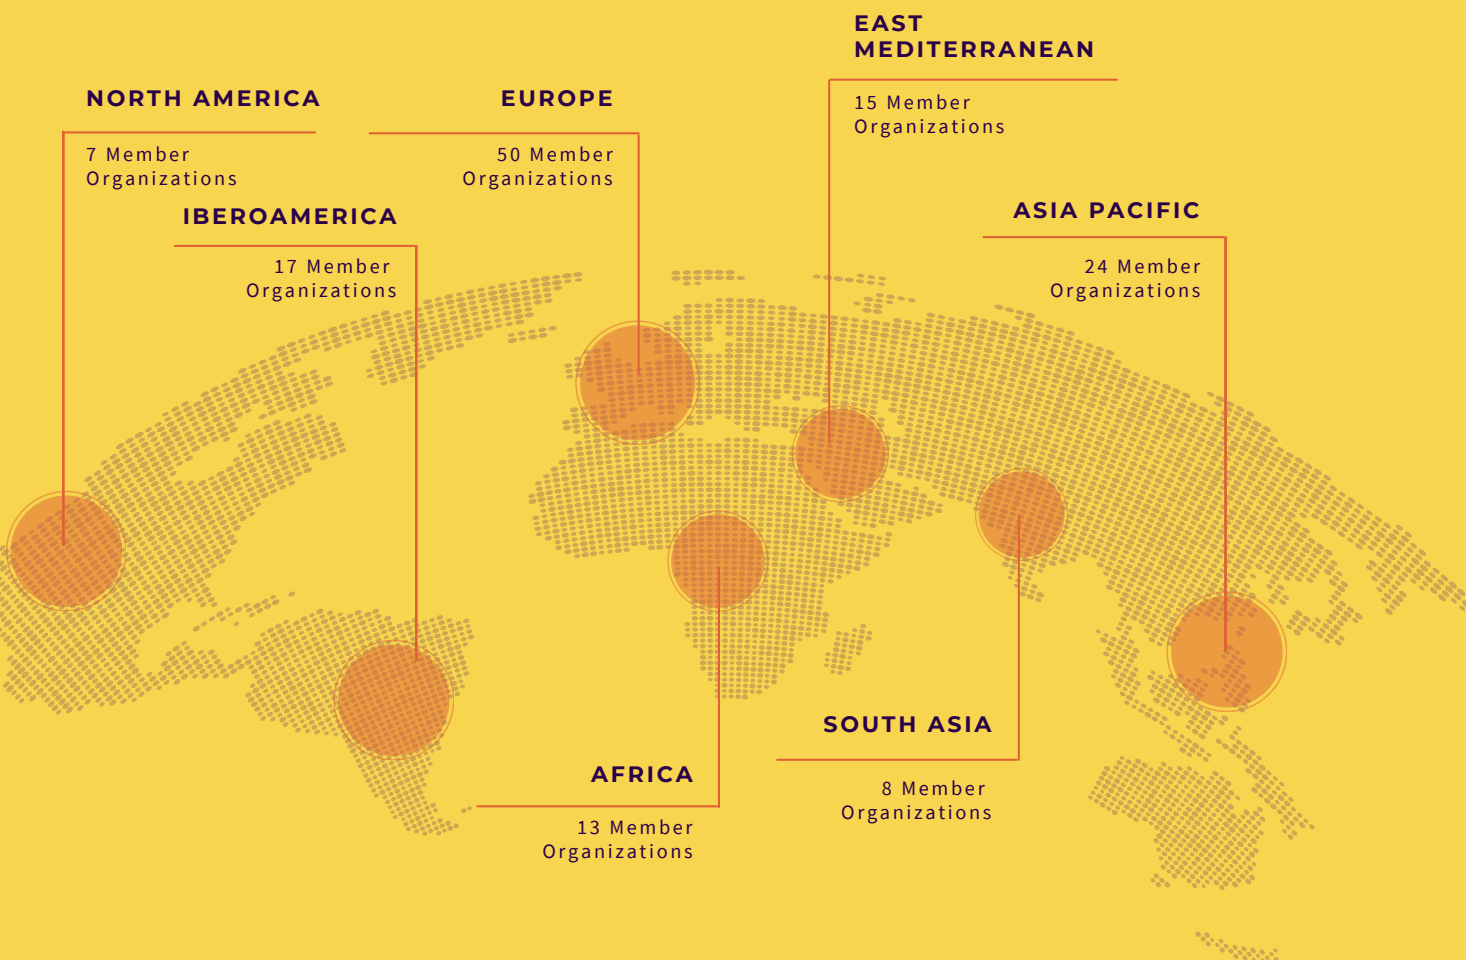 NORTH AMERICA
7 Member
Organizations
IBEROAMERICA
17 Member
Organizations
EUROPE
50 Member
Organizations
EAST
MEDITERRANEAN
15 Member
Organizations
ASIA PACIFIC
24 Member
Organizations
AFRICA
13 Member
Organizations
SOUTH ASIA
8 Member
Organizations